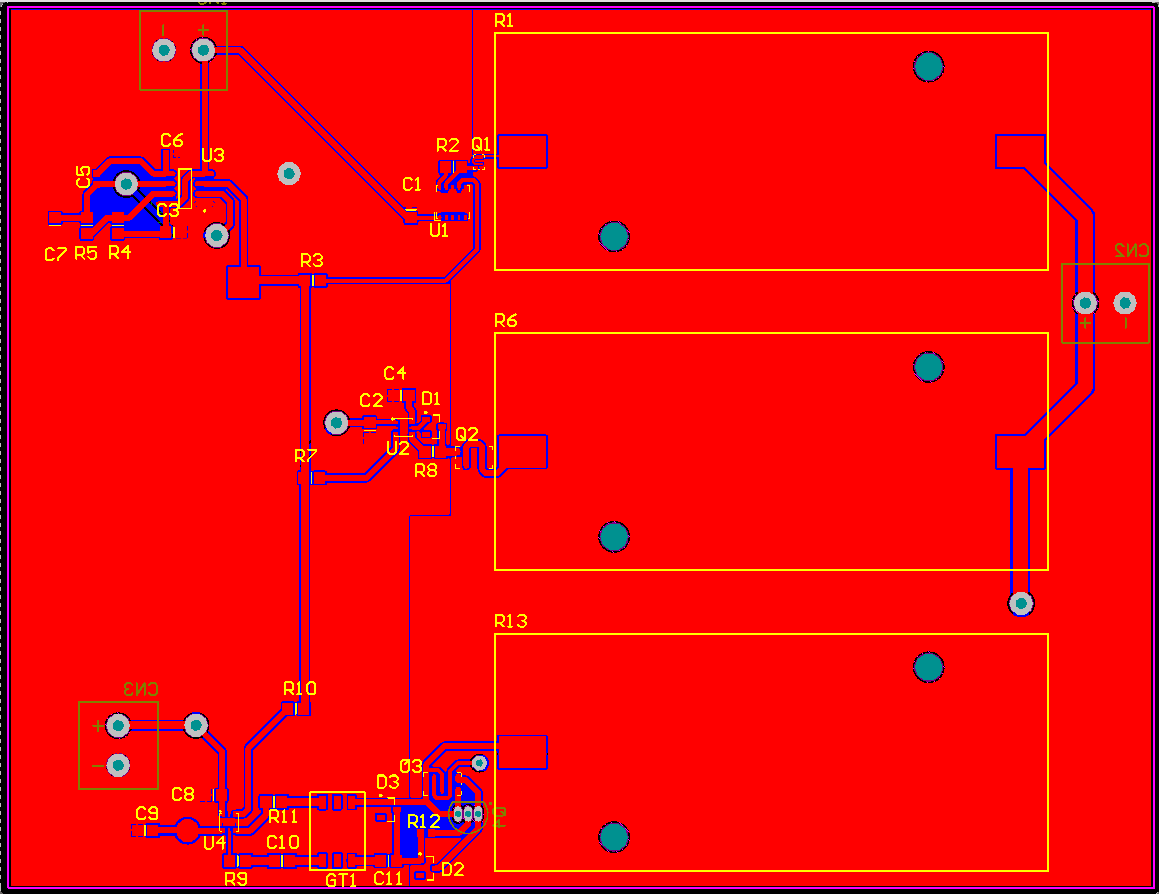 R1
R2
Q1
C6
U3
C5
C1
C3
U1
C7 R5 R4
CN2
R3
R6
C4
C2
D1
Q2
U2
R7
R8
R13
CN3
R10
Q3
D3
C8
C9
R11
R12
U4
C10
D2
R9
GT1
C11